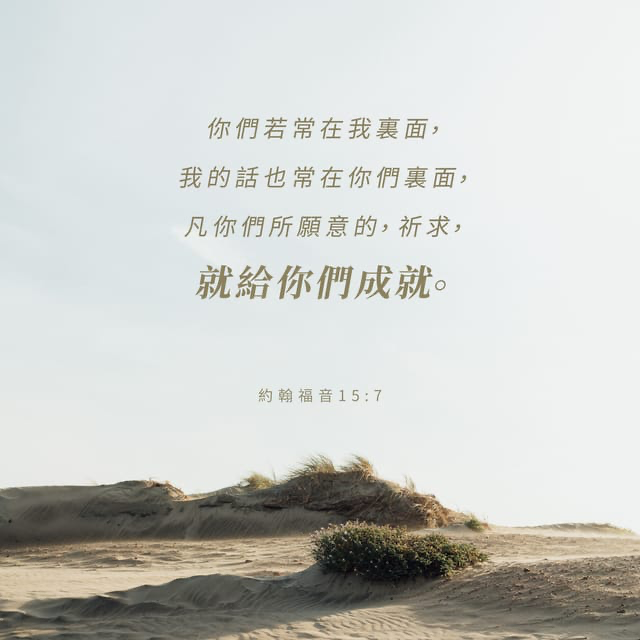 你們若常在我裏面，
我的話也常在你們裏面，
凡你們所願意的，祈求，
就給你們成就。
約翰福音15:7